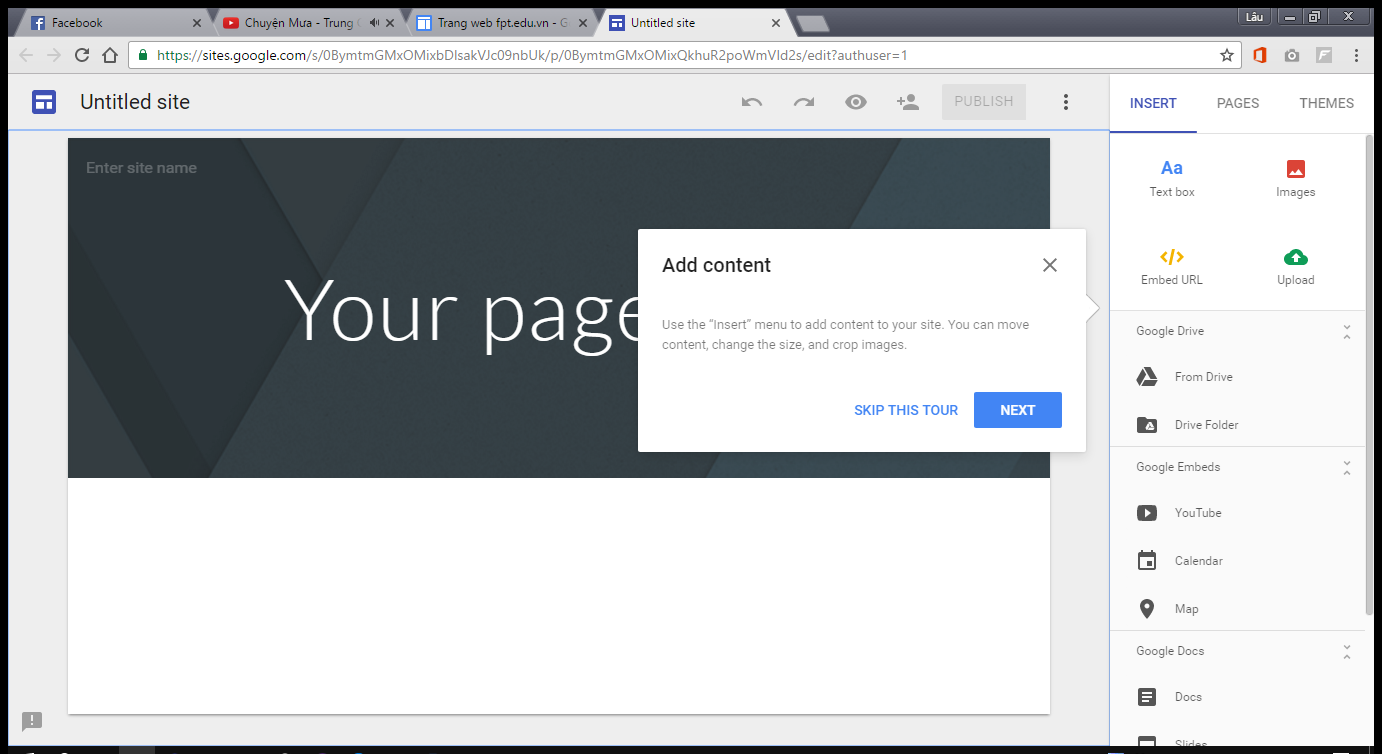 Facebook
Chuyện Mưa - Trung
Trang web fpt.edu.vn - G
Untitled site
Lâu
https://sites.google.com/s/0BymtmGMxOMixbDlsakVJc09nbUk/p/0BymtmGMxOMixQkhuR2poWmVld2s/edit?authuser=1
Untitled site
PUBLISH
INSERT PAGES THEMES
Enter site name
Your page
Add content
Use the “Insert” menu to add content to your site. You can move
content, change the size, and crop images.
SKIP THIS TOUR
NEXT
Aa
Text box
Images
Embed URL
Upload
Google Drive
From Drive
Drive Folder
Google Embeds
YouTube
Calendar
Map
Google Docs
Docs
Slides